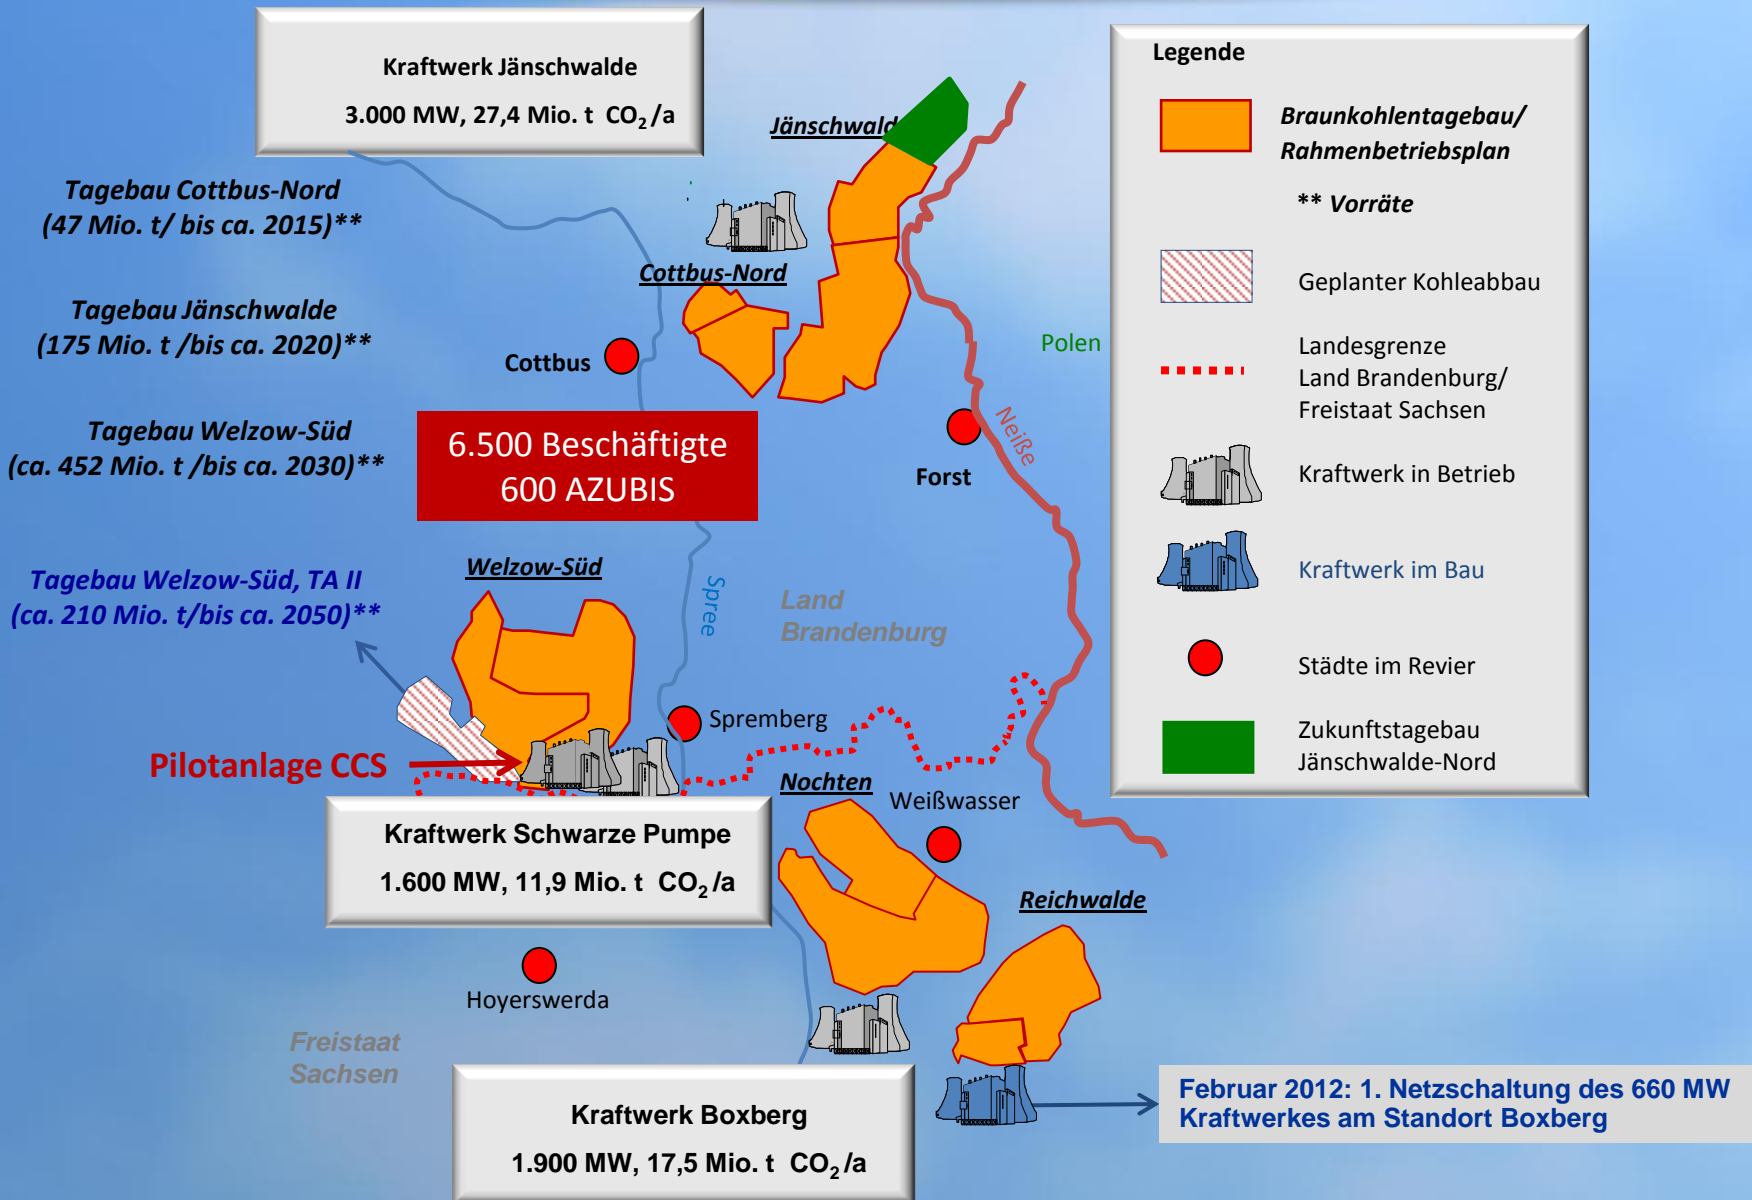 Kraftwerk Jänschwalde
3.000 MW, 27,4 Mio. t CO₂/a
Tagebau Cottbus-Nord
(47 Mio. t/ bis ca. 2015)**
Tagebau Jänschwalde
(175 Mio. t /bis ca. 2020)**
Tagebau Welzow-Süd
(ca. 452 Mio. t /bis ca. 2030)**
Tagebau Welzow-Süd, TA II
(ca. 210 Mio. t/bis ca. 2050)**
Jänschwald
Cottbus-Nord
Cottbus
Polen
6.500 Beschäftigte
600 AZUBIS
Neiße
Forst
Welzow-Süd
Spree
Land
Brandenburg
Spremberg
Pilotanlage CCS
Nochten
Weißwasser
Kraftwerk Schwarze Pumpe
1.600 MW, 11,9 Mio. t CO₂/a
Reichwalde
Hoyerswerda
Freistaat
Sachsen
Kraftwerk Boxberg
1.900 MW, 17,5 Mio. t CO₂/a
Februar 2012: 1. Netzschaltung des 660 MW
Kraftwerkes am Standort Boxberg
Legende
Braunkohlentagebau/
Rahmenbetriebsplan
** Vorräte
Geplanter Kohleabbau
Landesgrenze
Land Brandenburg/
Freistaat Sachsen
Kraftwerk in Betrieb
Kraftwerk im Bau
Städte im Revier
Zukunftstagebau
Jänschwalde-Nord